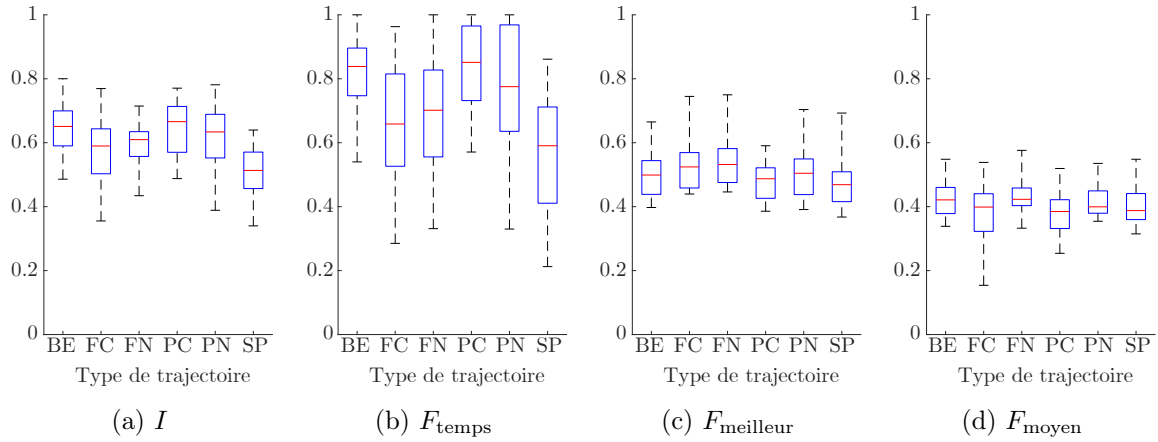 1
0.8
0.6
0.4
0.2
0
BE FC FN PC PN SP
Type de trajectoire
(a) I
1
0.8
0.6
0.4
0.2
0
BE FC FN PC PN SP
Type de trajectoire
(b) F_temps
1
0.8
0.6
0.4
0.2
0
BE FC FN PC PN SP
Type de trajectoire
(c) F_meilleur
1
0.8
0.6
0.4
0.2
0
BE FC FN PC PN SP
Type de trajectoire
(d) F_moyen